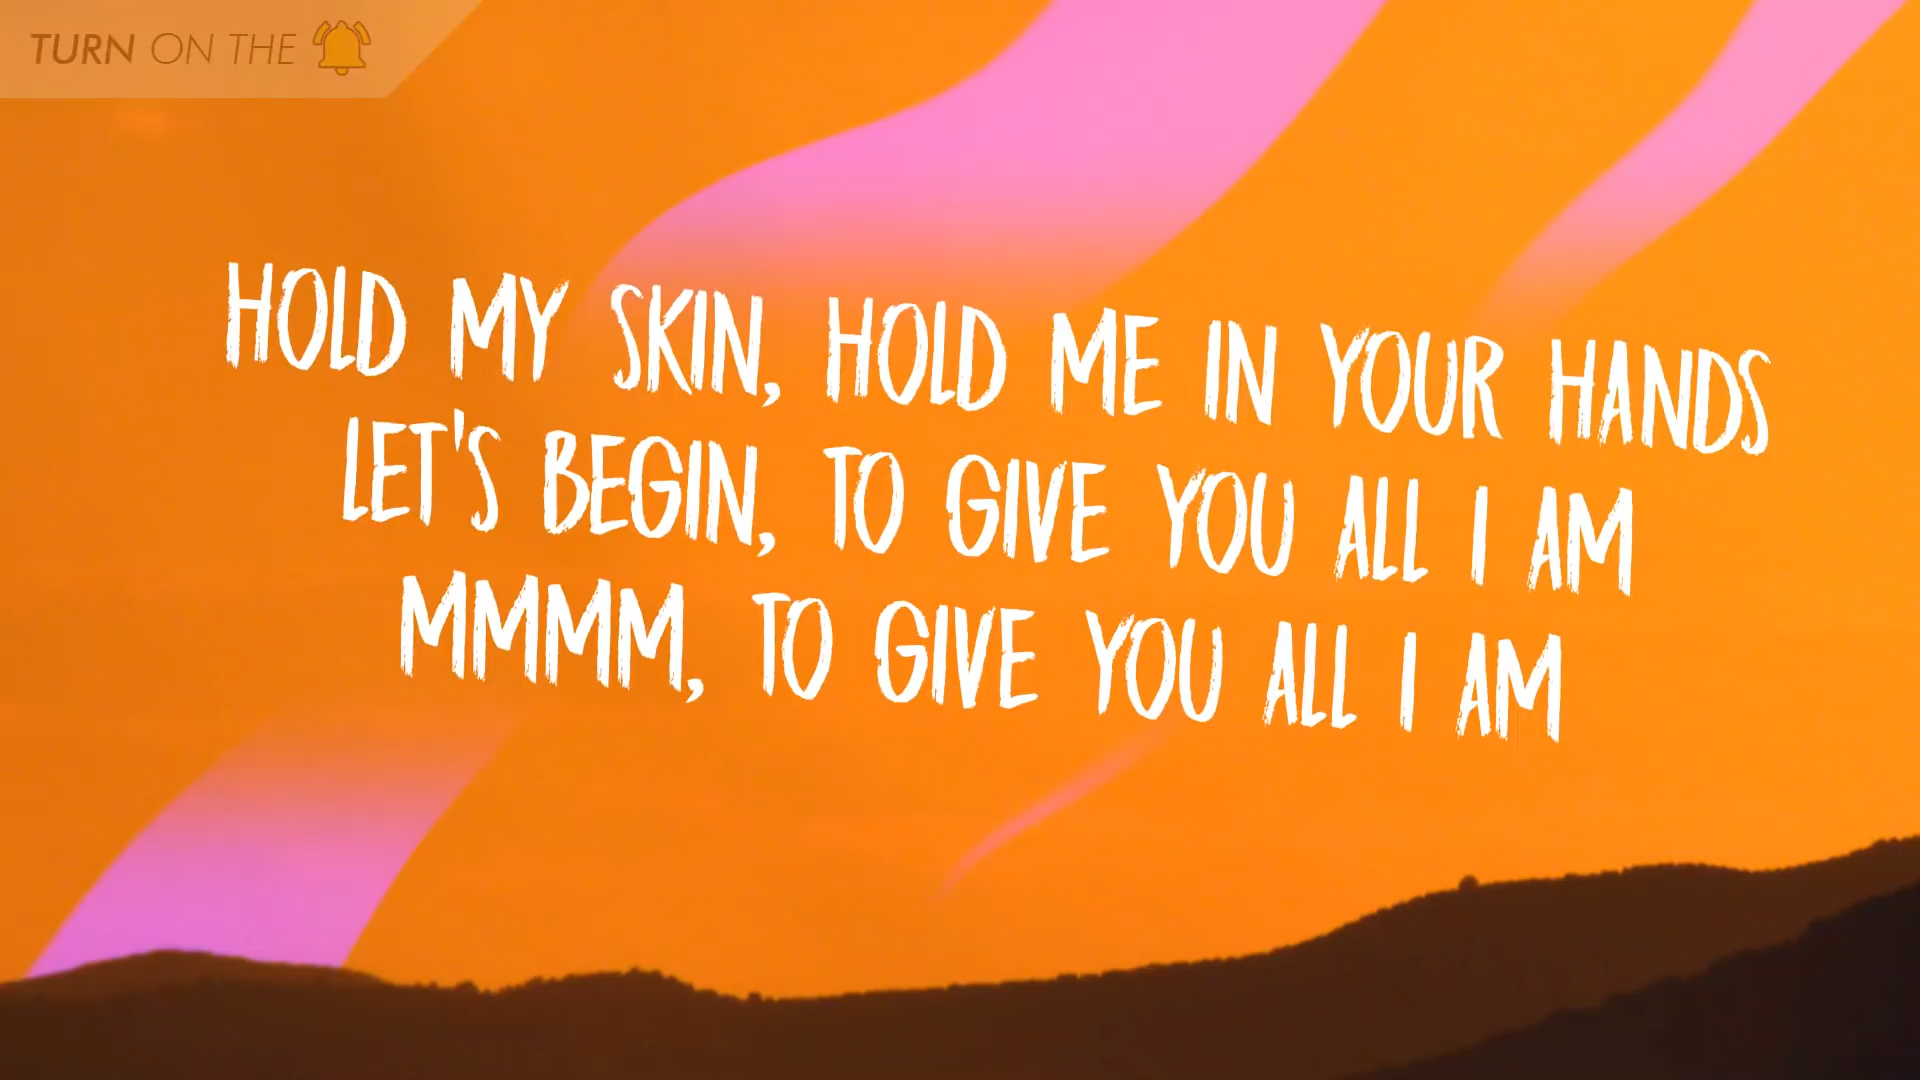 TURN ON THE
HOLD MY SKIN, HOLD ME IN YOUR HANDS
LET'S BEGIN, TO GIVE YOU ALL I AM
MMMM, TO GIVE YOU ALL I AM